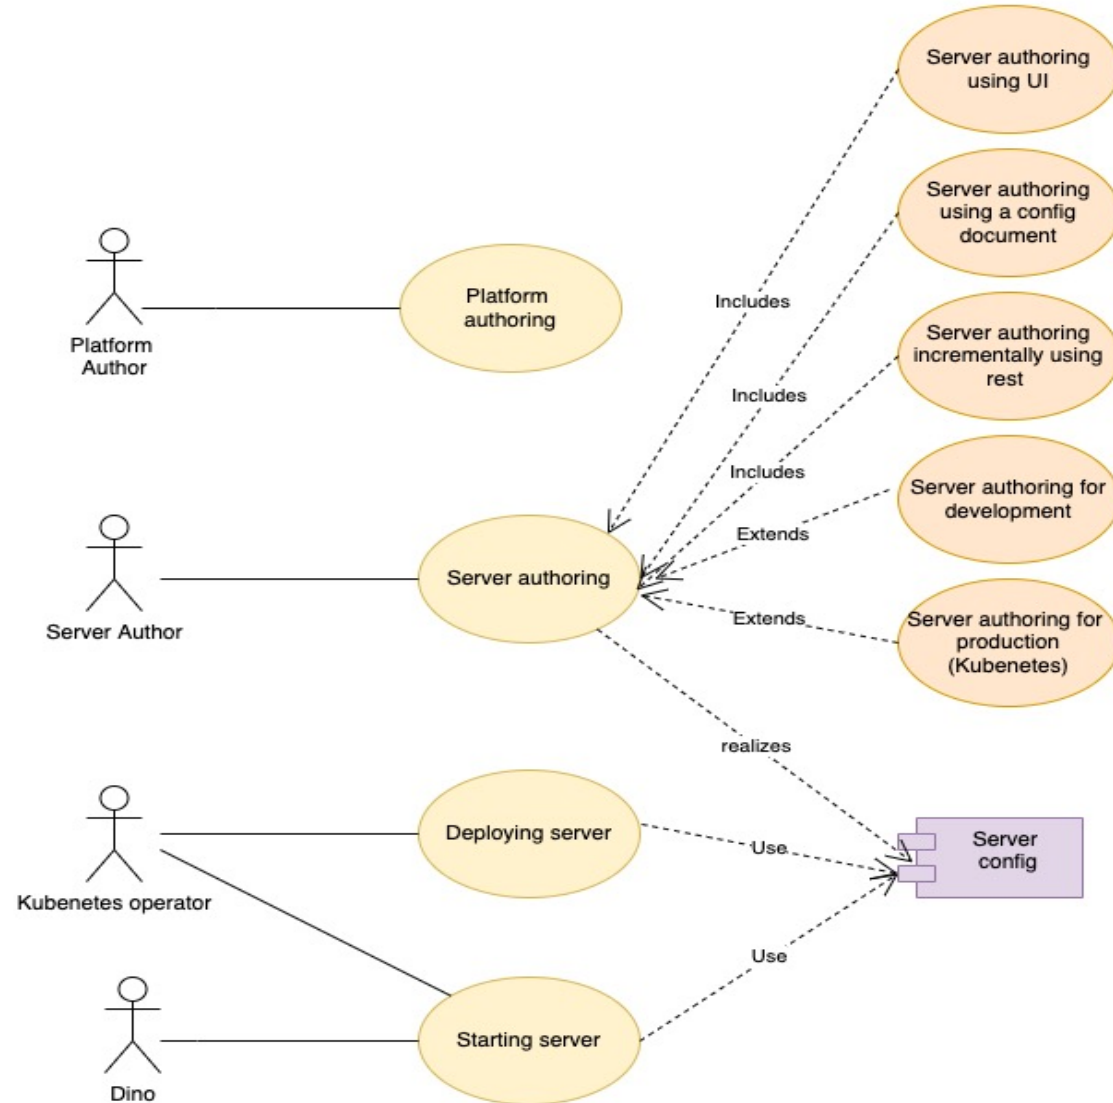 Server authoring
using UI
Server authoring
using a config
document
Includes
Server authoring
incrementally using
rest
Platform
authoring
Platform
Author
Includes
Includes
Server authoring for
development
Extends
Server authoring
Server Author
Extends
Server authoring for
production
(Kubenetes)
realizes
Deploying server
Use
Server
config
Kubenetes operator
Use
Starting server
Dino